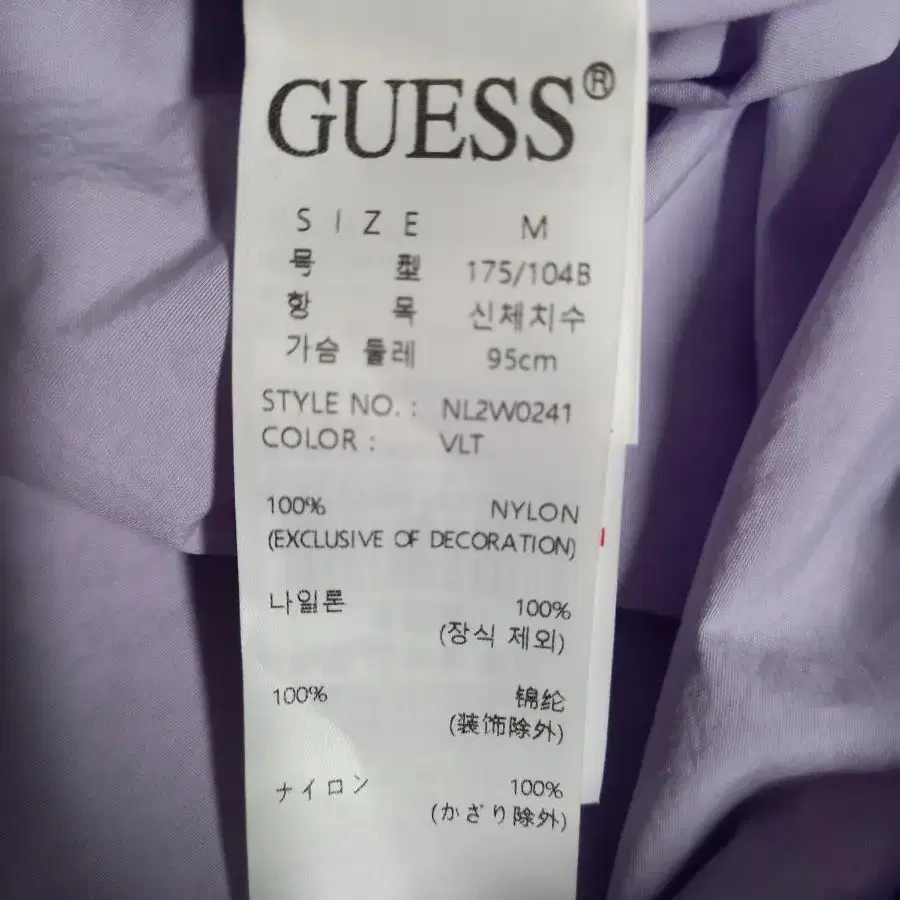 GUESS®
SIZE M
号型 175/104B
항목 신체치수
가슴 둘레 95cm
STYLE NO. : NL2W0241
COLOR : VLT
100% NYLON
(EXCLUSIVE OF DECORATION)
나일론 100%
(장식 제외)
100% 锦纶
(装饰除外)
ナイロン 100%
(かざり除外)